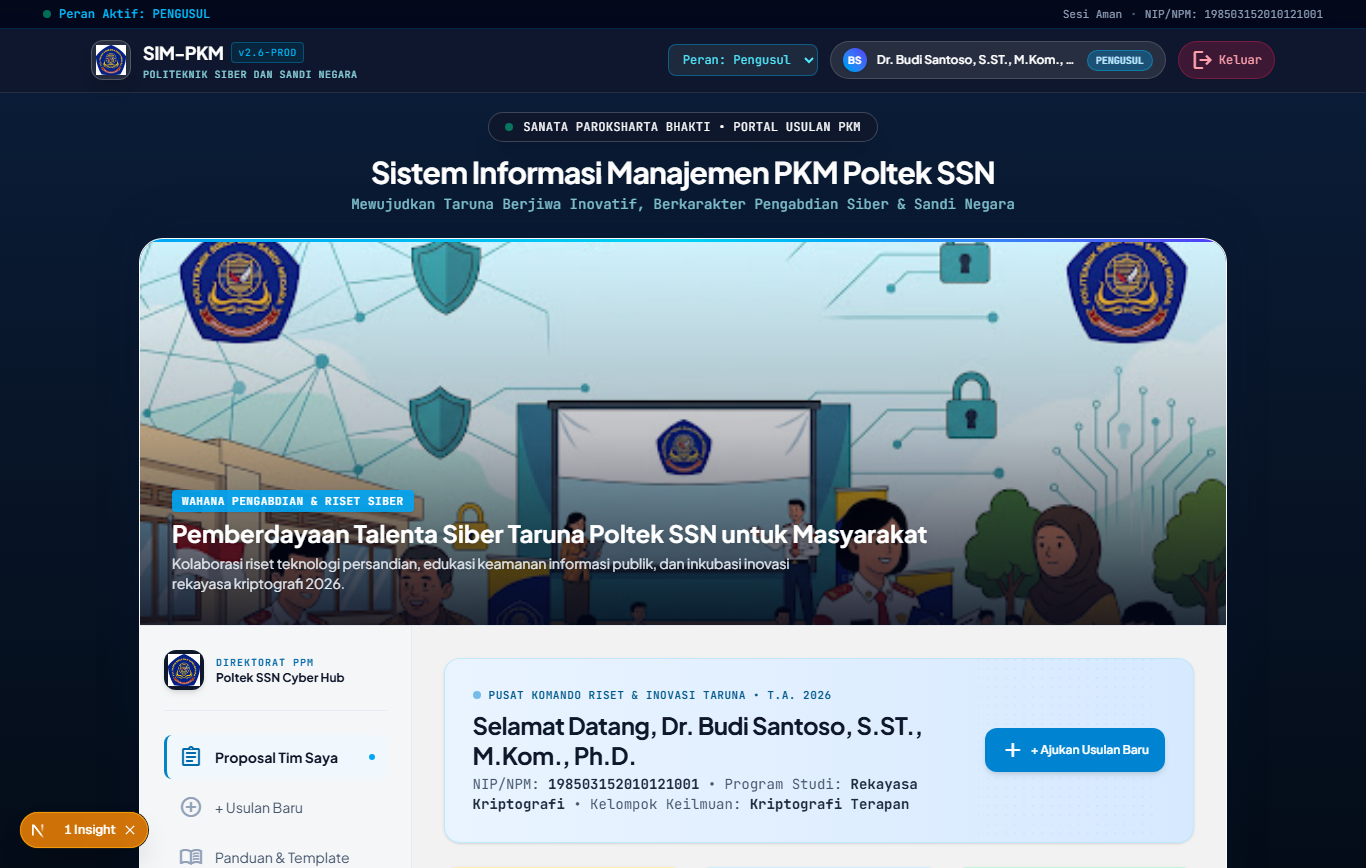 Peran Aktif: PENGUSUL
Sesi Aman · NIP/NPM: 198503152010121001
SIM-PKM
v2.6-PROD
POLITEKNIK SIBER DAN SANDI NEGARA
Peran: Pengusul
BS
Dr. Budi Santoso, S.ST., M.Kom., ...
PENGUSUL
Keluar
SANATA PAROKSHARTA BHAKTI • PORTAL USULAN PKM
Sistem Informasi Manajemen PKM Poltek SSN
Mewujudkan Taruna Berjiwa Inovatif, Berkarakter Pengabdian Siber & Sandi Negara
WAHANA PENGABDIAN & RISET SIBER
Pemberdayaan Talenta Siber Taruna Poltek SSN untuk Masyarakat
Kolaborasi riset teknologi persandian, edukasi keamanan informasi publik, dan inkubasi inovasi
rekayasa kriptografi 2026.
DIREKTORAT PPM
Poltek SSN Cyber Hub
Proposal Tim Saya
+ Usulan Baru
Panduan & Template
PUSAT KOMANDO RISET & INOVASI TARUNA • T.A. 2026
Selamat Datang, Dr. Budi Santoso, S.ST.,
M.Kom., Ph.D.
NIP/NPM: 198503152010121001 • Program Studi: Rekayasa
Kriptografi • Kelompok Keilmuan: Kriptografi Terapan
+ Ajukan Usulan Baru
1 Insight